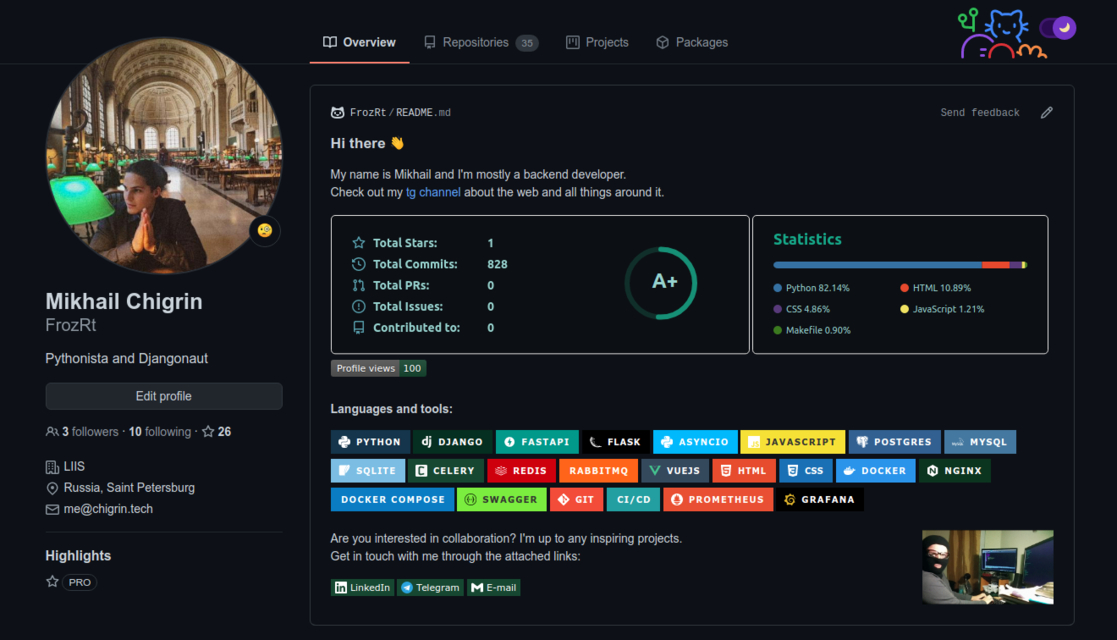 Overview Repositories 35 Projects Packages
Mikhail Chigrin
FrozRt
Pythonista and Djangonaut
Edit profile
3 followers · 10 following · 26
LIIS
Russia, Saint Petersburg
me@chigrin.tech
Highlights
PRO
FrozRt/README.md
Send feedback
Hi there 👋
My name is Mikhail and I'm mostly a backend developer.
Check out my tg channel about the web and all things around it.
Total Stars: 1
Total Commits: 828
Total PRs: 0
Total Issues: 0
Contributed to: 0
A+
Statistics
Python 82.14% HTML 10.89%
CSS 4.86% JavaScript 1.21%
Makefile 0.90%
Profile views 100
Languages and tools:
PYTHON dj DJANGO FASTAPI FLASK ASYNCIO JAVASCRIPT POSTGRES MYSQL
SQLITE CELERY REDIS RABBITMQ VUEJS HTML CSS DOCKER NGINX
DOCKER COMPOSE SWAGGER GIT CI/CD PROMETHEUS GRAFANA
Are you interested in collaboration? I'm up to any inspiring projects.
Get in touch with me through the attached links:
LinkedIn Telegram E-mail